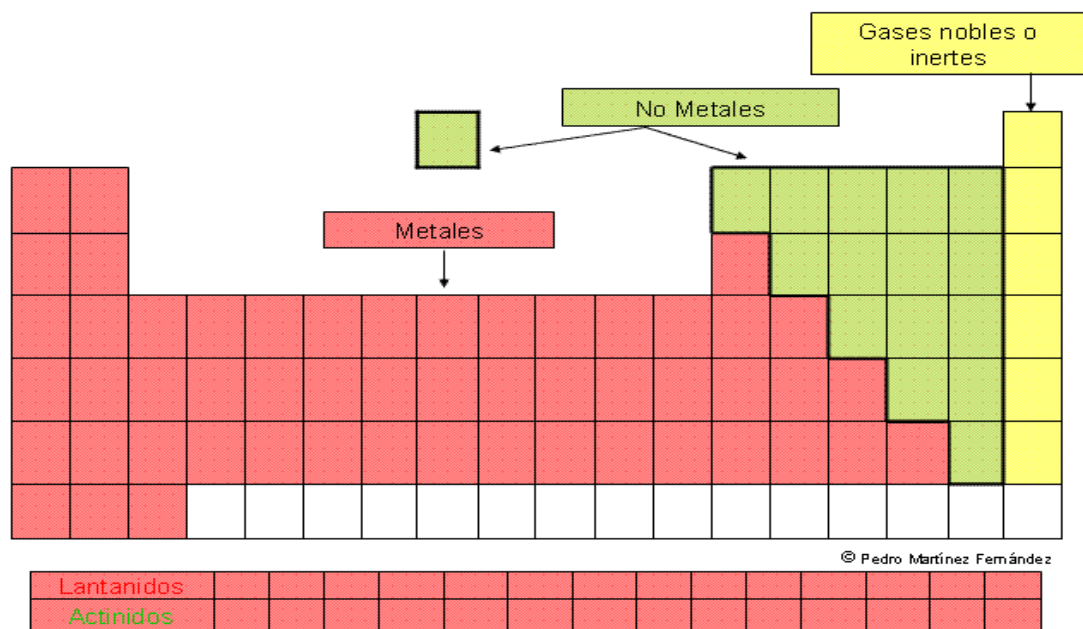 Gases nobles o
inertes
No Metales
Metales
© Pedro Martínez Fernández
Lantanidos
Actinidos